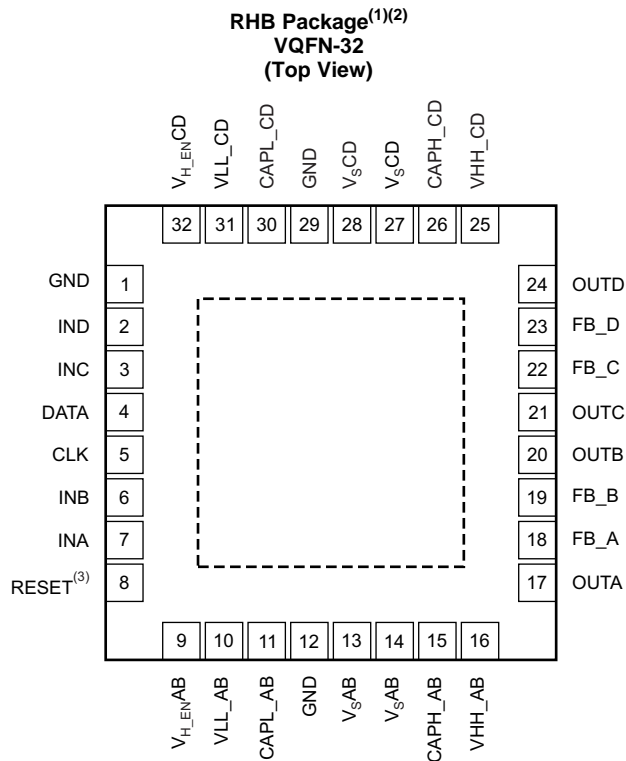 RHB Package(1)(2)
VQFN-32
(Top View)
VH_ENCD
VLL_CD
CAPL_CD
GND
VSCD
VSCD
CAPH_CD
VHH_CD
32 31 30 29 28 27 26 25
GND 1
IND 2
INC 3
DATA 4
CLK 5
INB 6
INA 7
RESET(3) 8
24 OUTD
23 FB_D
22 FB_C
21 OUTC
20 OUTB
19 FB_B
18 FB_A
17 OUTA
9 10 11 12 13 14 15 16
VH_ENAB
VLL_AB
CAPL_AB
GND
VSAB
VSAB
CAPH_AB
VHH_AB